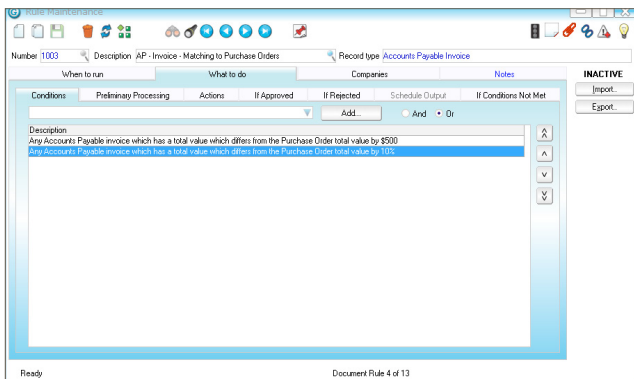 Rule Maintenance
Number 1003 Description AP - Invoice - Matching to Purchase Orders Record type Accounts Payable Invoice
When to run What to do Companies Notes INACTIVE
Import..
Export..
Conditions Preliminary Processing Actions If Approved If Rejected Schedule Output If Conditions Not Met
Add... And Or
Description
Any Accounts Payable invoice which has a total value which differs from the Purchase Order total value by $500
Any Accounts Payable invoice which has a total value which differs from the Purchase Order total value by 10%
Ready Document Rule 4 of 13